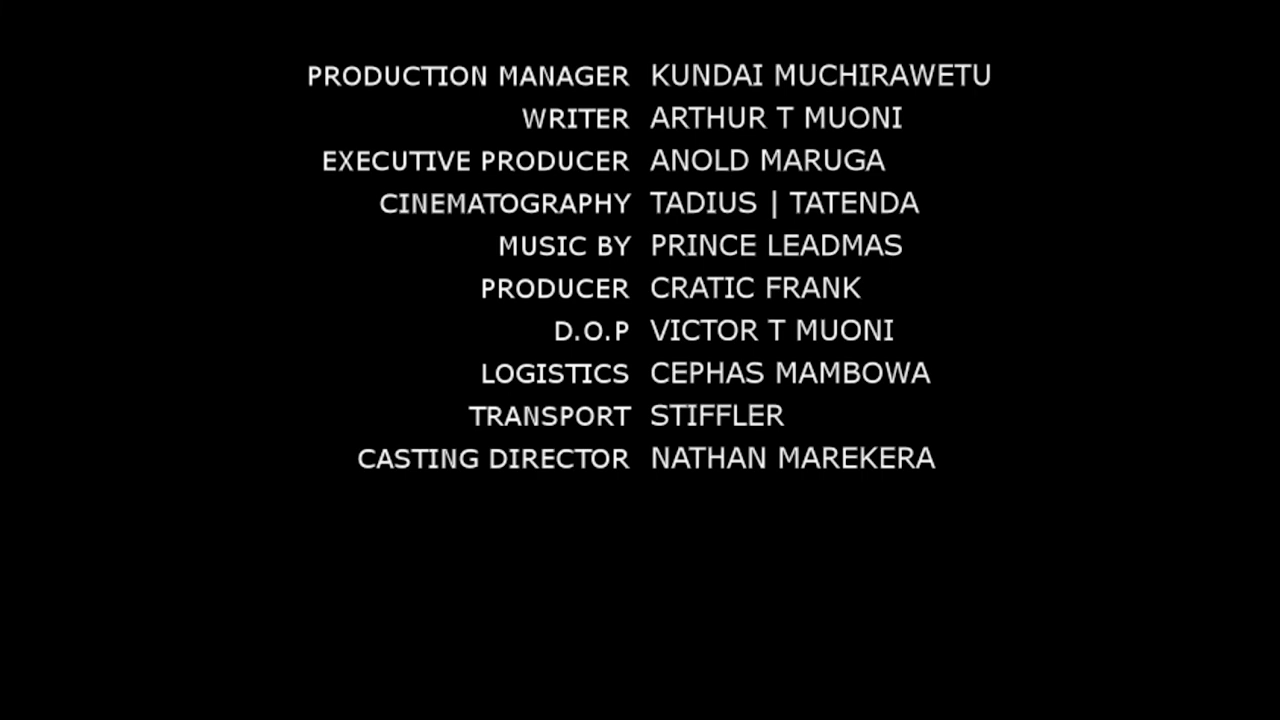 PRODUCTION MANAGER KUNDAI MUCHIRAWETU
WRITER ARTHUR T MUONI
EXECUTIVE PRODUCER ANOLD MARUGA
CINEMATOGRAPHY TADIUS | TATENDA
MUSIC BY PRINCE LEADMAS
PRODUCER CRATIC FRANK
D.O.P VICTOR T MUONI
LOGISTICS CEPHAS MAMBOWA
TRANSPORT STIFFLER
CASTING DIRECTOR NATHAN MAREKERA